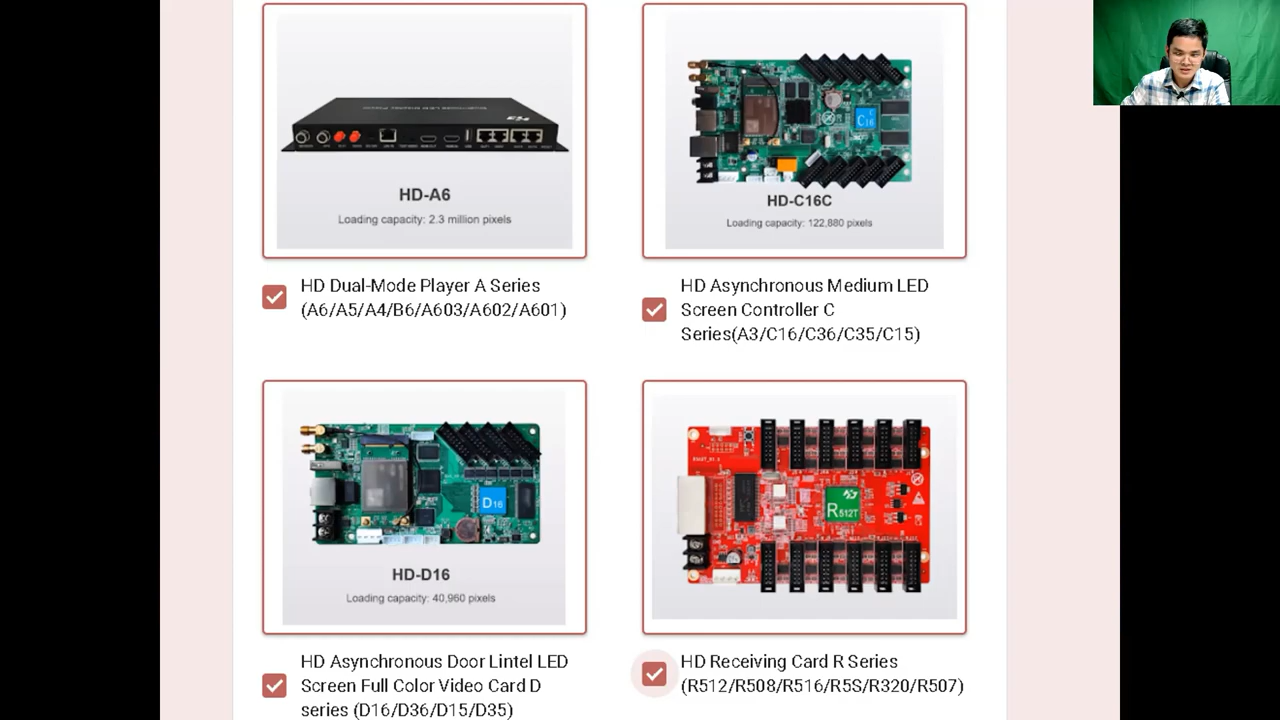 HD-A6
Loading capacity: 2.3 million pixels
HD Dual-Mode Player A Series
(A6/A5/A4/B6/A603/A602/A601)
C16
HD-C16C
Loading capacity: 122,880 pixels
HD Asynchronous Medium LED
Screen Controller C
Series(A3/C16/C36/C35/C15)
D16
HD-D16
Loading capacity: 40,960 pixels
HD Asynchronous Door Lintel LED
Screen Full Color Video Card D
series (D16/D36/D15/D35)
R512T
HD Receiving Card R Series
(R512/R508/R516/R5S/R320/R507)